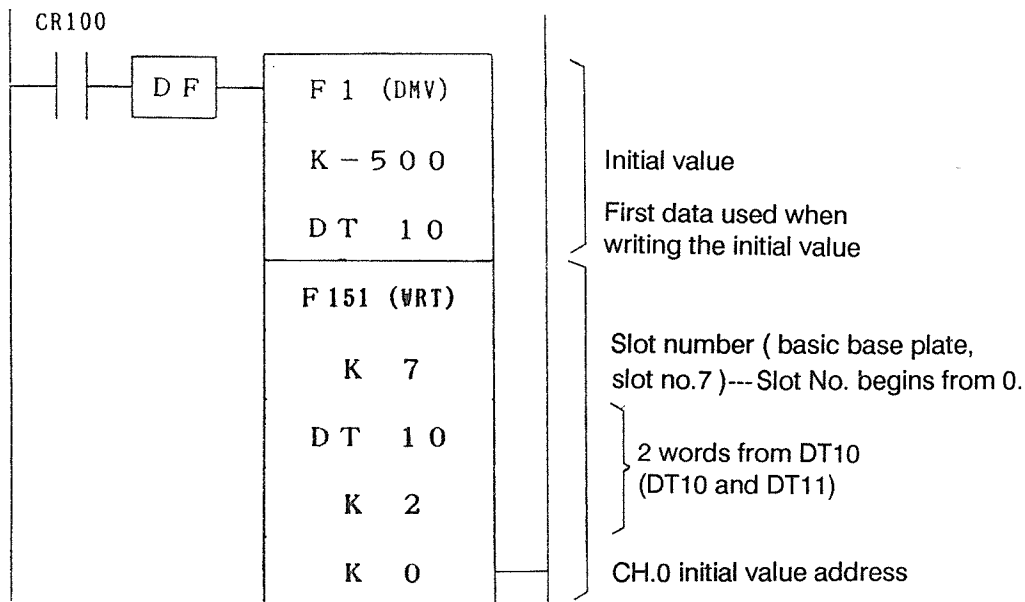 CR100
D F
F 1 (DMV)
K - 5 0 0
D T 1 0
Initial value
First data used when
writing the initial value
F 151 (WRT)
K 7
D T 1 0
K 2
K 0
Slot number ( basic base plate,
slot no.7 )---Slot No. begins from 0.
2 words from DT10
(DT10 and DT11)
CH.0 initial value address